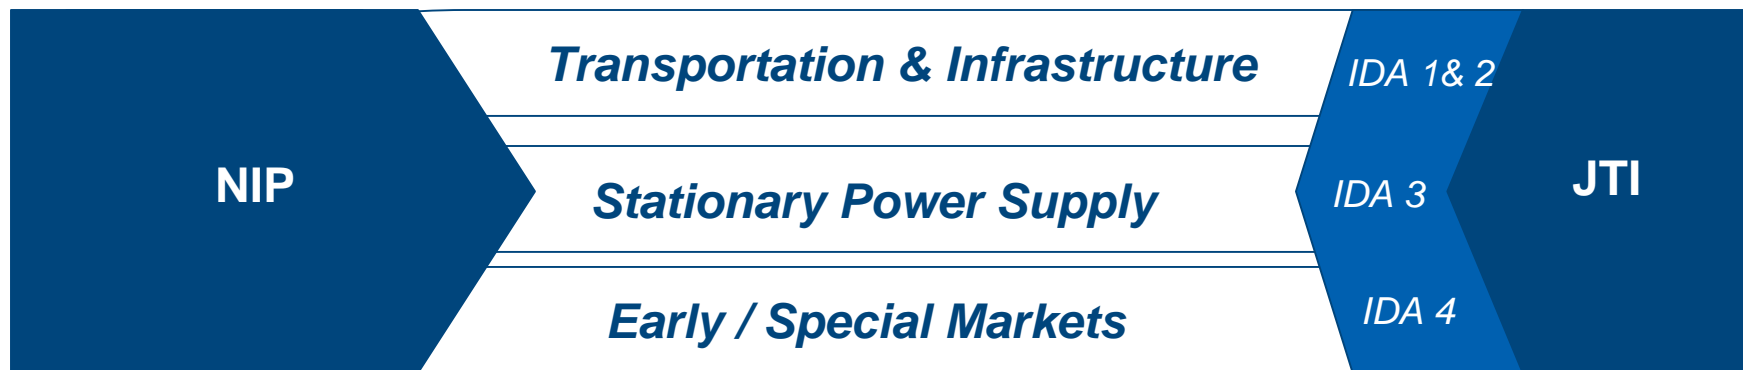 Transportation & Infrastructure
IDA 1& 2
NIP
Stationary Power Supply
IDA 3
JTI
Early / Special Markets
IDA 4